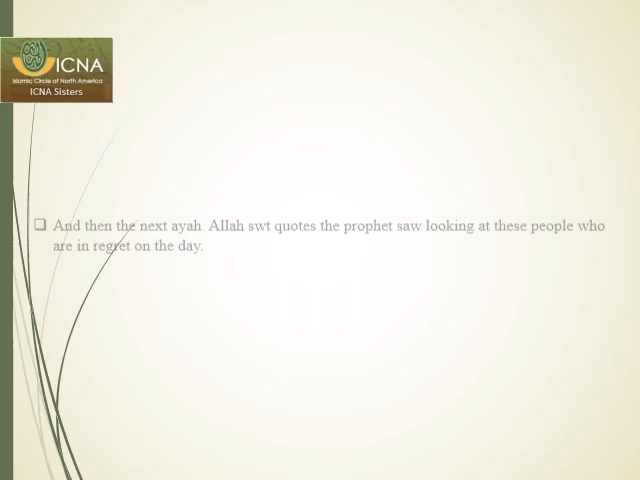 ICNA
Islamic Circle of North America
ICNA Sisters
❑ And then the next ayah Allah swt quotes the prophet saw looking at these people who
are in regret on the day.